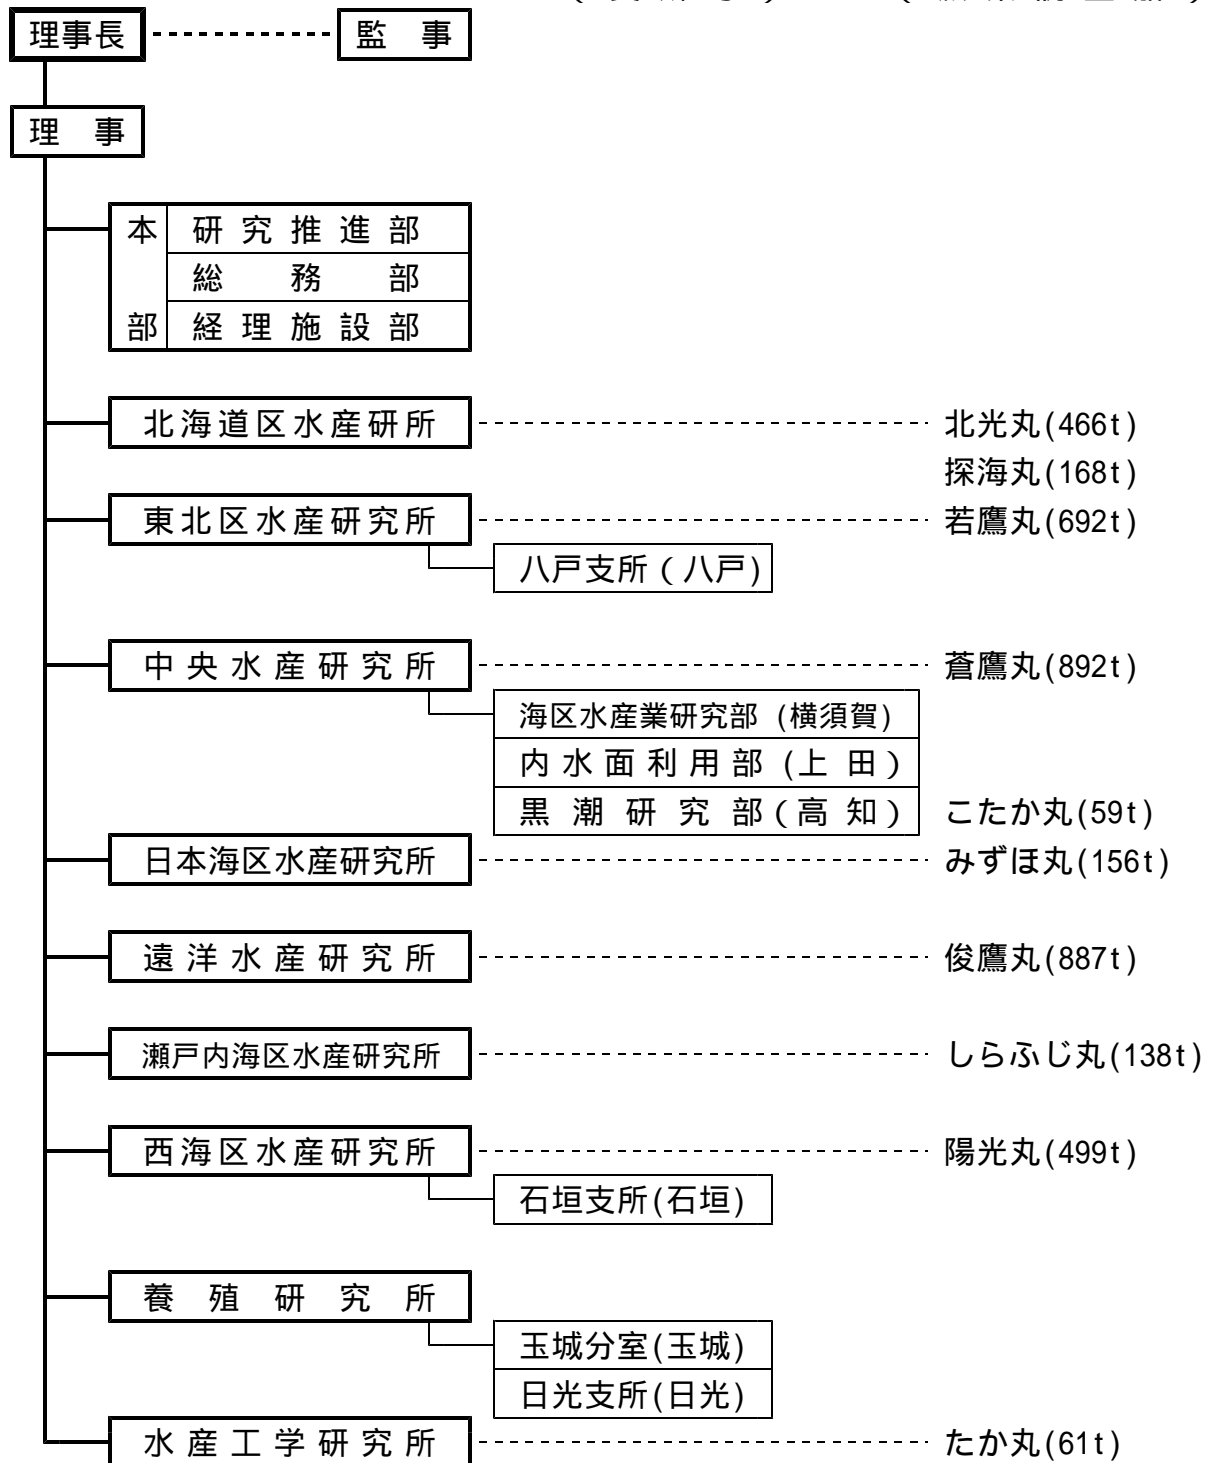 理事長 監 事
理 事
本 研究推進部
総務部
部 経理施設部
北海道区水産研所 北光丸(466t)
探海丸(168t)
東北区水産研究所 若鷹丸(692t)
八戸支所(八戸)
中央水産研究所 蒼鷹丸(892t)
海区水産業研究部(横須賀)
内水面利用部(上田)
黒潮研究部(高知) こたか丸(59t)
日本海区水産研究所 みずほ丸(156t)
遠洋水産研究所 俊鷹丸(887t)
瀬戸内海区水産研究所 しらふじ丸(138t)
西海区水産研究所 陽光丸(499t)
石垣支所(石垣)
養殖研究所
玉城分室(玉城)
日光支所(日光)
水産工学研究所 たか丸(61t)